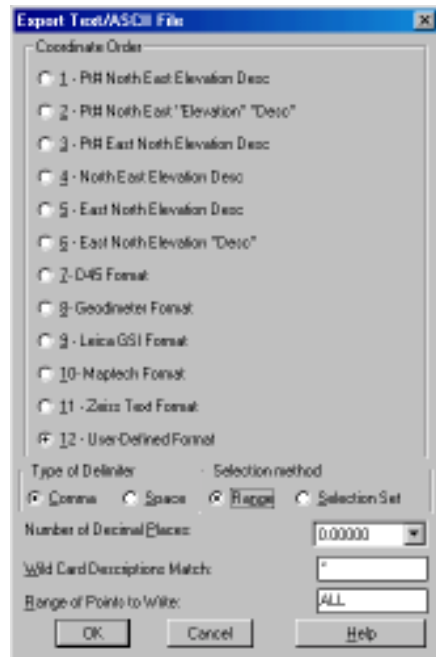 Export Text/ASCII File
Coordinate Order
1 - Pt# North East Elevation Desc
2 - Pt# North East "Elevation" "Desc"
3 - Pt# East North Elevation Desc
4 - North East Elevation Desc
5 - East North Elevation Desc
6 - East North Elevation "Desc"
7- D45 Format
8- Geodimeter Format
9 - Leica GSI Format
10- Maptech Format
11 - Zeiss Text Format
12 - User-Defined Format
Type of Delimiter Selection method
Comma Space Range Selection Set
Number of Decimal Places: 0.00000
Wild Card Descriptions Match: *
Range of Points to Write: ALL
OK Cancel Help